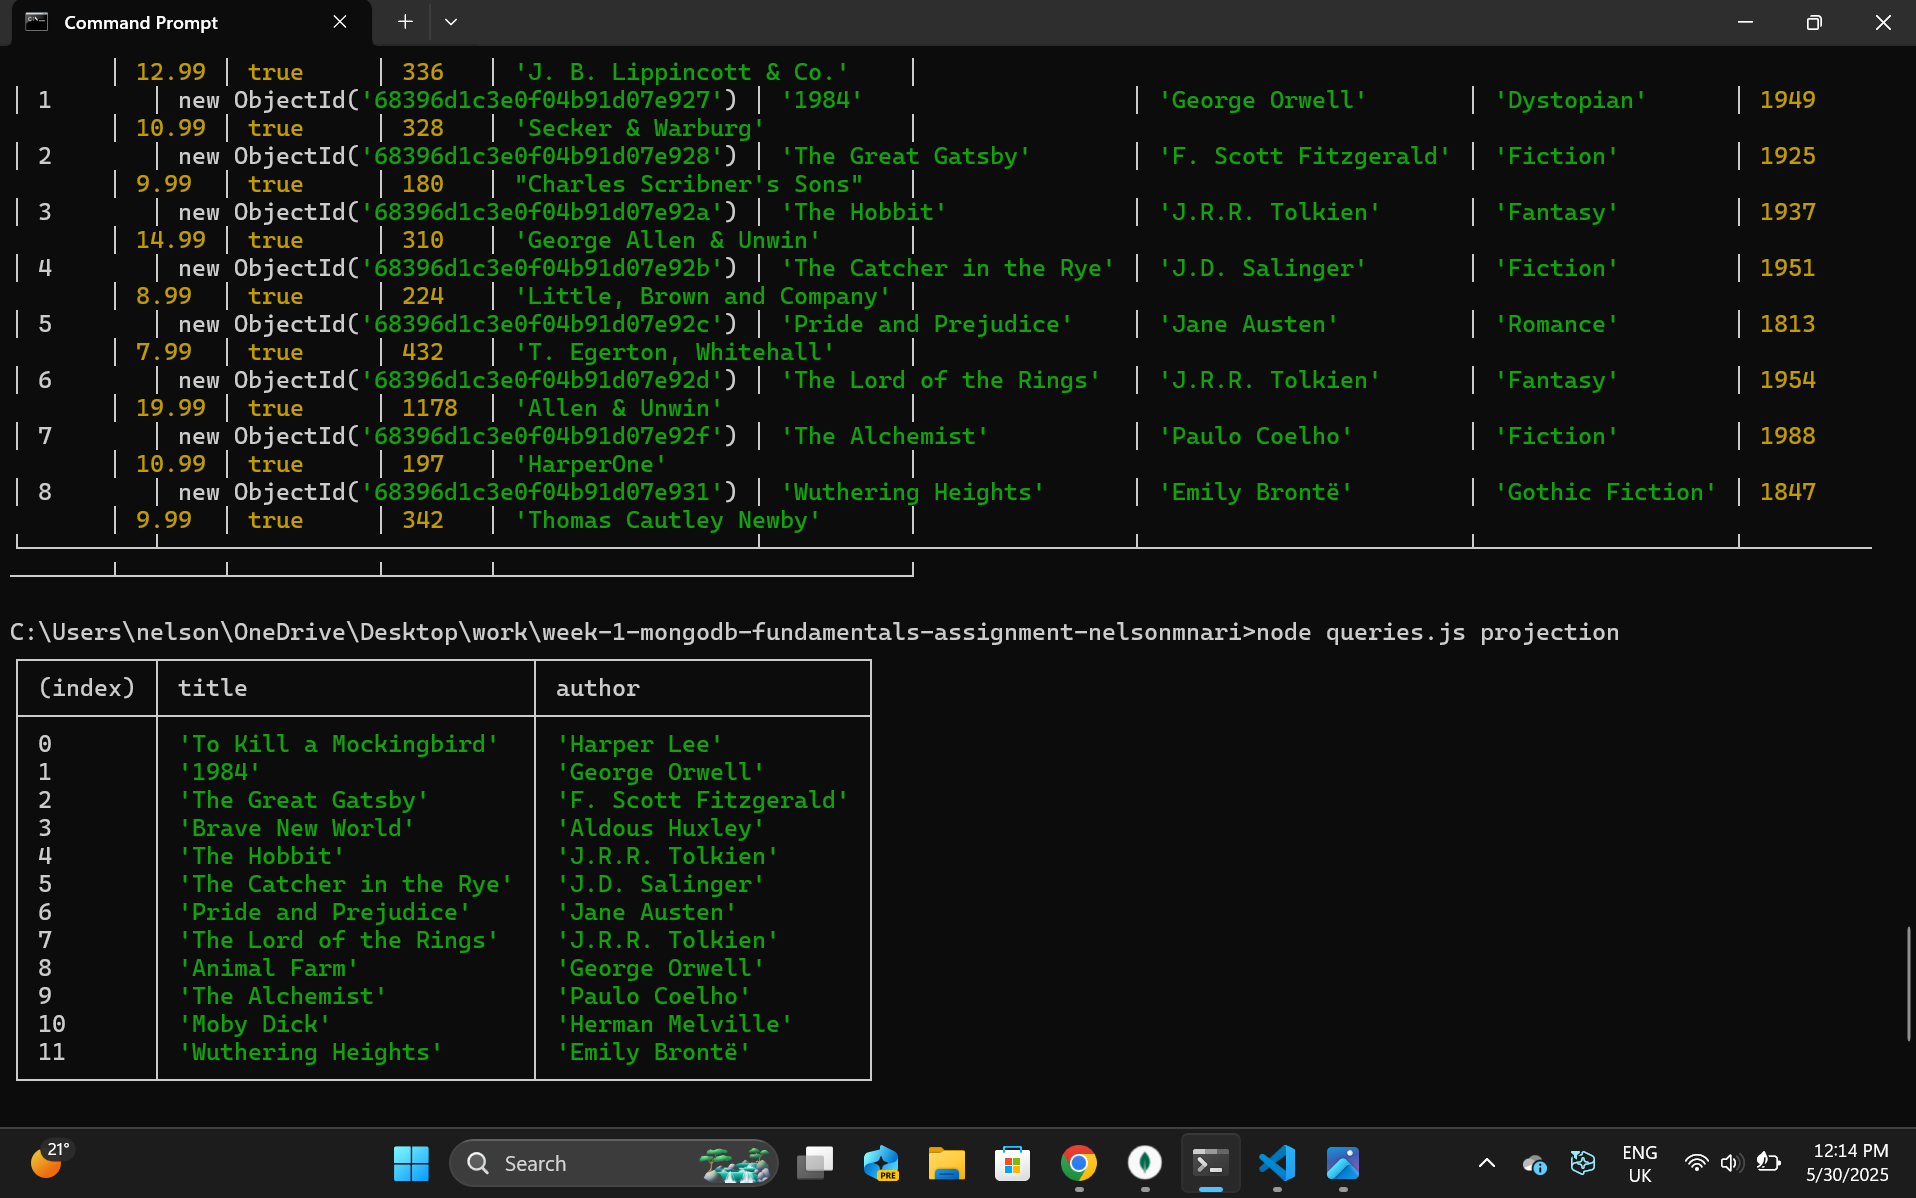 Command Prompt
| 12.99 | true | 336 | 'J. B. Lippincott & Co.' |
| 1 | new ObjectId('68396d1c3e0f04b91d07e927') | '1984' | 'George Orwell' | 'Dystopian' | 1949
| 10.99 | true | 328 | 'Secker & Warburg' |
| 2 | new ObjectId('68396d1c3e0f04b91d07e928') | 'The Great Gatsby' | 'F. Scott Fitzgerald' | 'Fiction' | 1925
| 9.99 | true | 180 | "Charles Scribner's Sons" |
| 3 | new ObjectId('68396d1c3e0f04b91d07e92a') | 'The Hobbit' | 'J.R.R. Tolkien' | 'Fantasy' | 1937
| 14.99 | true | 310 | 'George Allen & Unwin' |
| 4 | new ObjectId('68396d1c3e0f04b91d07e92b') | 'The Catcher in the Rye' | 'J.D. Salinger' | 'Fiction' | 1951
| 8.99 | true | 224 | 'Little, Brown and Company' |
| 5 | new ObjectId('68396d1c3e0f04b91d07e92c') | 'Pride and Prejudice' | 'Jane Austen' | 'Romance' | 1813
| 7.99 | true | 432 | 'T. Egerton, Whitehall' |
| 6 | new ObjectId('68396d1c3e0f04b91d07e92d') | 'The Lord of the Rings' | 'J.R.R. Tolkien' | 'Fantasy' | 1954
| 19.99 | true | 1178 | 'Allen & Unwin' |
| 7 | new ObjectId('68396d1c3e0f04b91d07e92f') | 'The Alchemist' | 'Paulo Coelho' | 'Fiction' | 1988
| 10.99 | true | 197 | 'HarperOne' |
| 8 | new ObjectId('68396d1c3e0f04b91d07e931') | 'Wuthering Heights' | 'Emily Brontë' | 'Gothic Fiction' | 1847
| 9.99 | true | 342 | 'Thomas Cautley Newby' |
C:\Users\nelson\OneDrive\Desktop\work\week-1-mongodb-fundamentals-assignment-nelsonmnari>node queries.js projection
(index) title author
0 'To Kill a Mockingbird' 'Harper Lee'
1 '1984' 'George Orwell'
2 'The Great Gatsby' 'F. Scott Fitzgerald'
3 'Brave New World' 'Aldous Huxley'
4 'The Hobbit' 'J.R.R. Tolkien'
5 'The Catcher in the Rye' 'J.D. Salinger'
6 'Pride and Prejudice' 'Jane Austen'
7 'The Lord of the Rings' 'J.R.R. Tolkien'
8 'Animal Farm' 'George Orwell'
9 'The Alchemist' 'Paulo Coelho'
10 'Moby Dick' 'Herman Melville'
11 'Wuthering Heights' 'Emily Brontë'
21°
Search
PRE
ENG
UK
12:14 PM
5/30/2025